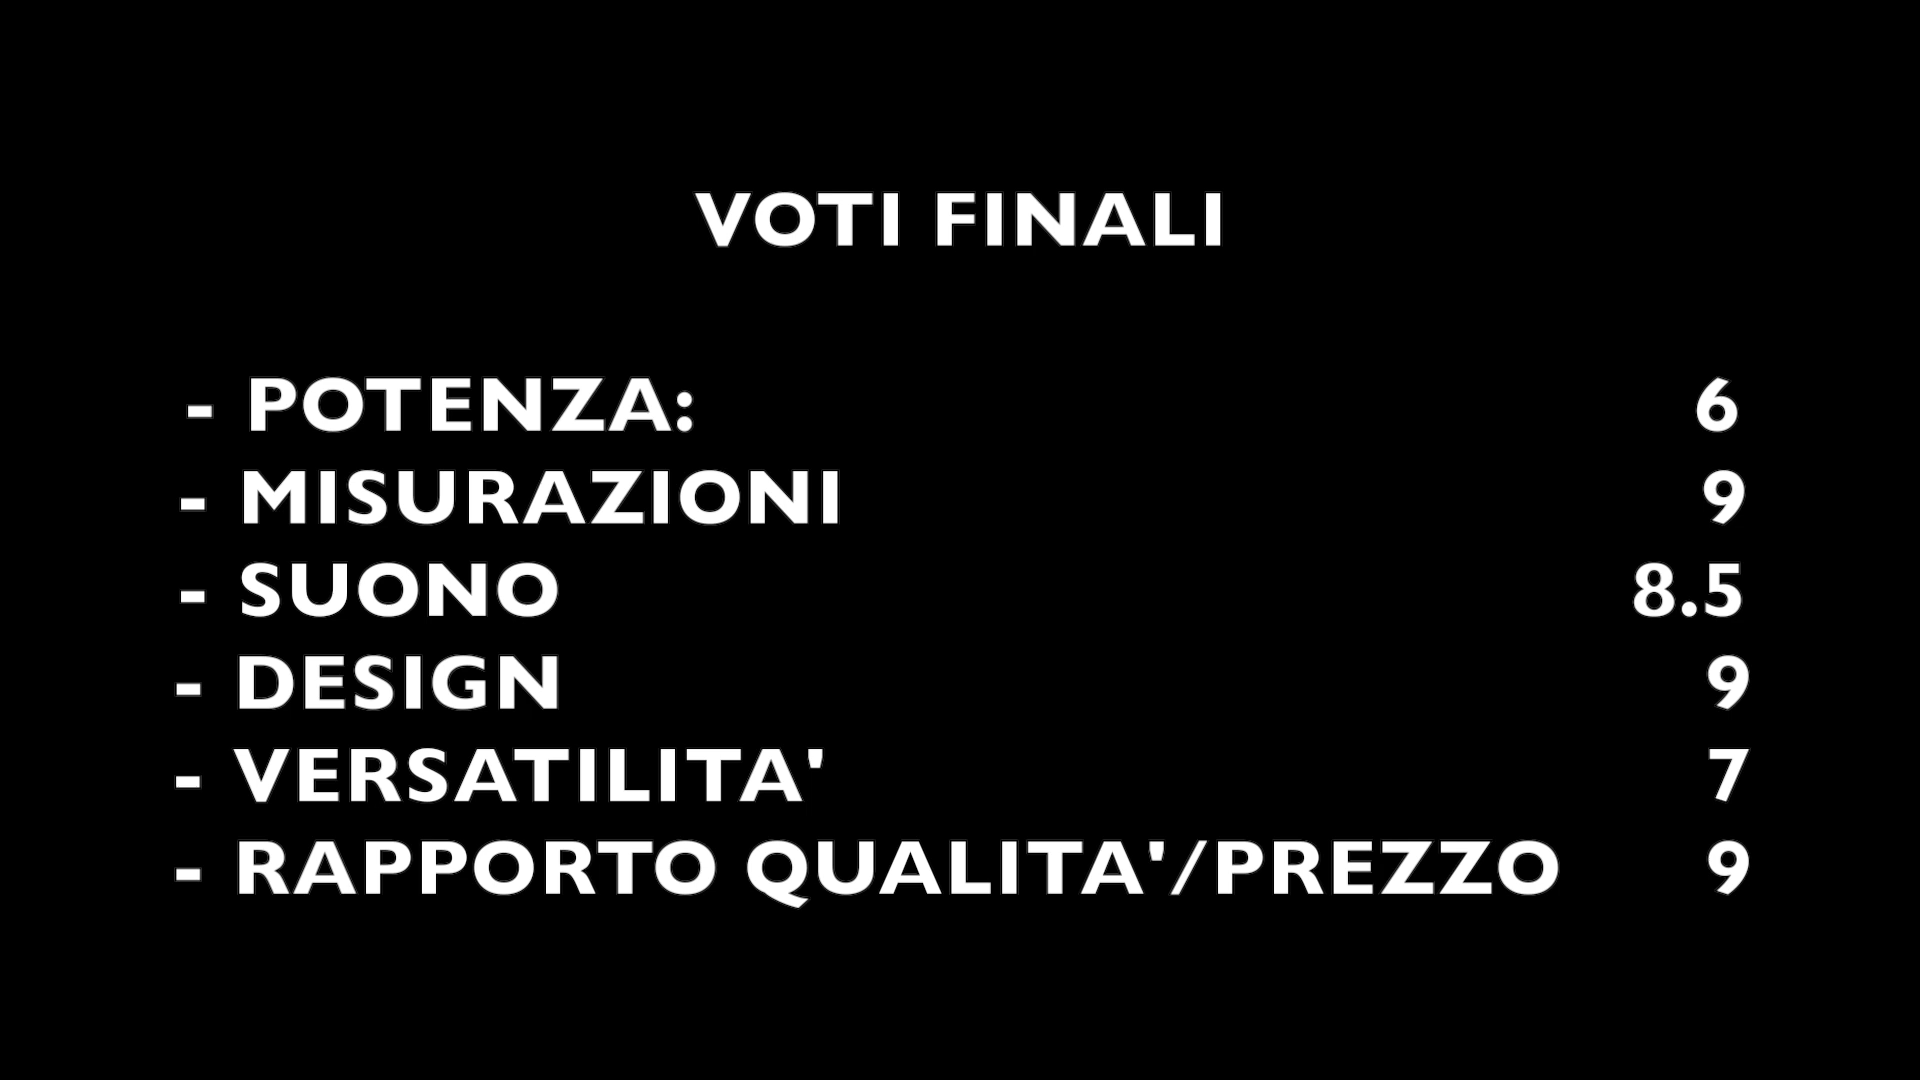 VOTI FINALI
- POTENZA: 6
- MISURAZIONI 9
- SUONO 8.5
- DESIGN 9
- VERSATILITA' 7
- RAPPORTO QUALITA'/PREZZO 9